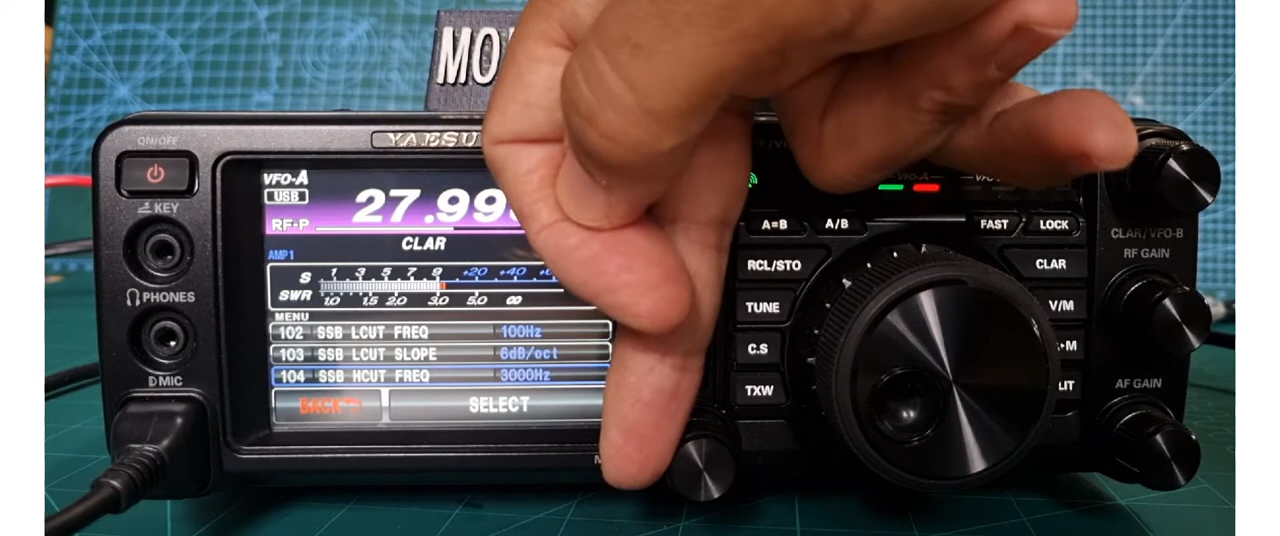 MO
ON/OFF
YAESU
KEY
PHONES
MIC
VFO-A
USB
27.99
RF-P
CLAR
AMP1
S 1 3 5 7 9 +20 +40
SWR 1.0 1.5 2.0 3.0 5.0 ∞
MENU
102 SSB LCUT FREQ 100Hz
103 SSB LCUT SLOPE 6dB/oct
104 SSB HCUT FREQ 3000Hz
BACK
SELECT
VFO-A
A=B
A/B
FAST
LOCK
RCL/STO
TUNE
C.S
TXW
CLAR
V/M
M
LIT
CLAR/VFO-B
RF GAIN
AF GAIN